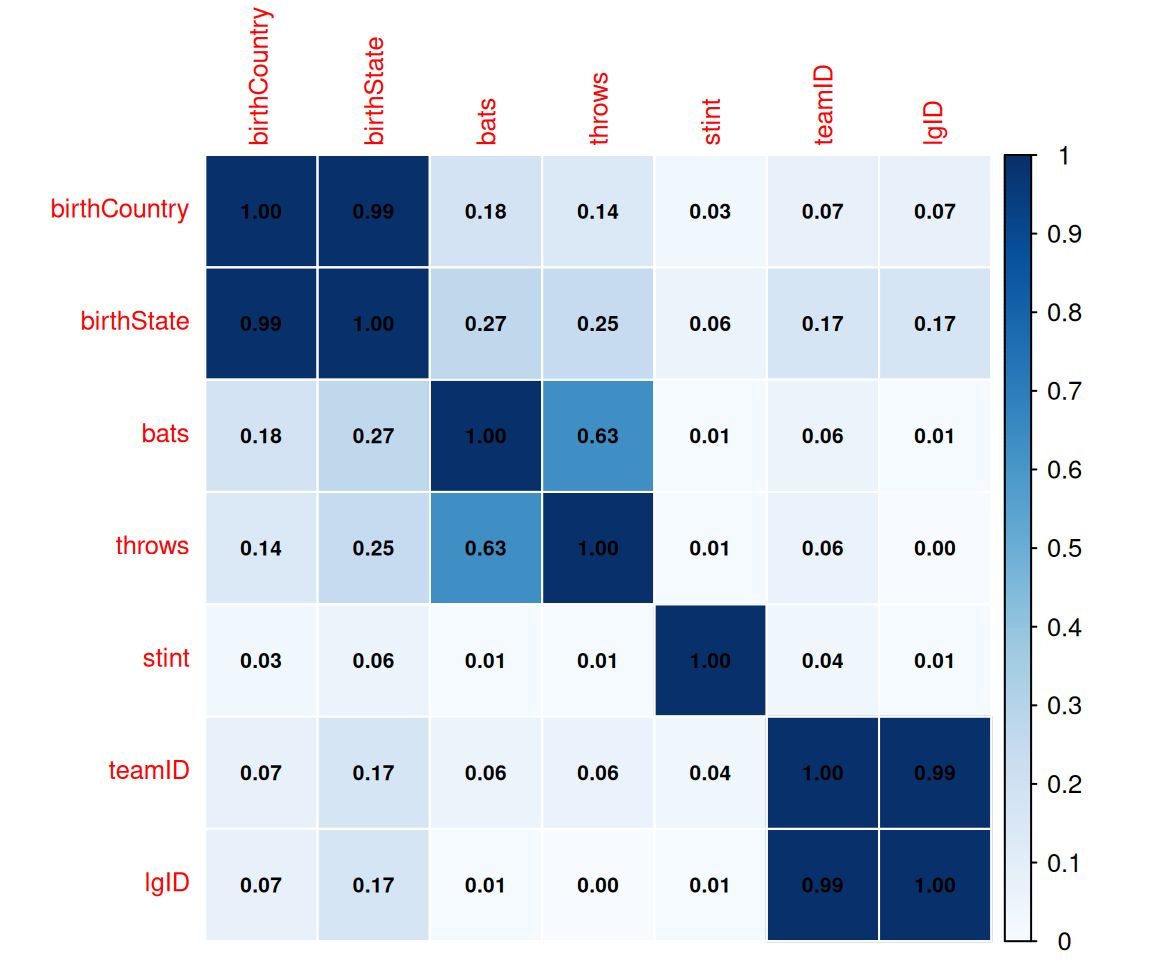 birthCountry birthState bats throws stint teamID lgID
birthCountry 1.00 0.99 0.18 0.14 0.03 0.07 0.07
birthState 0.99 1.00 0.27 0.25 0.06 0.17 0.17
bats 0.18 0.27 1.00 0.63 0.01 0.06 0.01
throws 0.14 0.25 0.63 1.00 0.01 0.06 0.00
stint 0.03 0.06 0.01 0.01 1.00 0.04 0.01
teamID 0.07 0.17 0.06 0.06 0.04 1.00 0.99
lgID 0.07 0.17 0.01 0.00 0.01 0.99 1.00
1
0.9
0.8
0.7
0.6
0.5
0.4
0.3
0.2
0.1
0